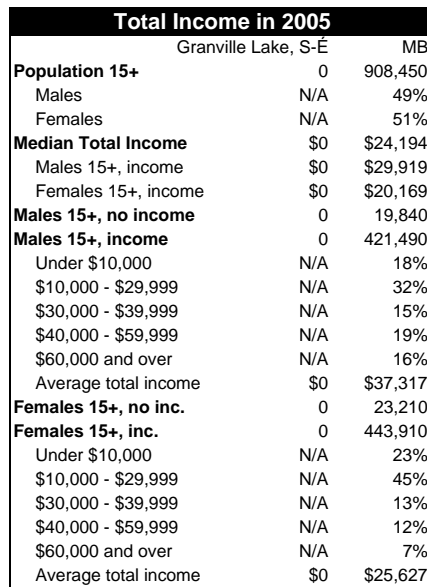 Total Income in 2005
Granville Lake, S-É MB
Population 15+ 0 908,450
Males N/A 49%
Females N/A 51%
Median Total Income $0 $24,194
Males 15+, income $0 $29,919
Females 15+, income $0 $20,169
Males 15+, no income 0 19,840
Males 15+, income 0 421,490
Under $10,000 N/A 18%
$10,000 - $29,999 N/A 32%
$30,000 - $39,999 N/A 15%
$40,000 - $59,999 N/A 19%
$60,000 and over N/A 16%
Average total income $0 $37,317
Females 15+, no inc. 0 23,210
Females 15+, inc. 0 443,910
Under $10,000 N/A 23%
$10,000 - $29,999 N/A 45%
$30,000 - $39,999 N/A 13%
$40,000 - $59,999 N/A 12%
$60,000 and over N/A 7%
Average total income $0 $25,627